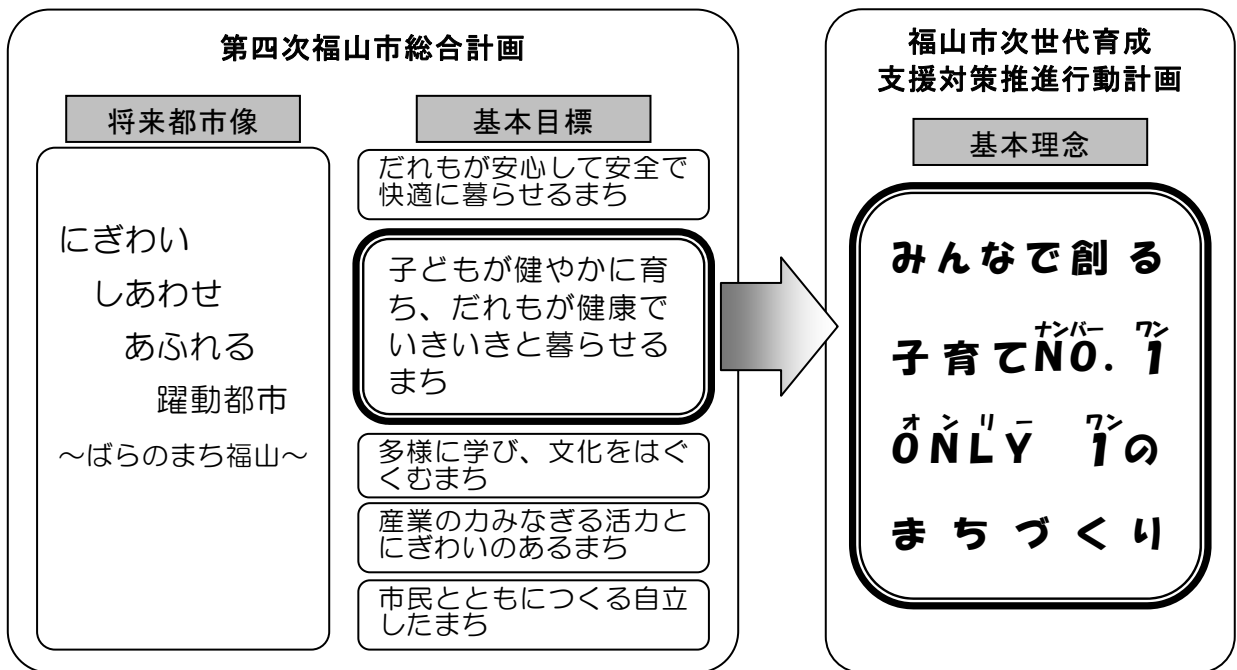 第四次福山市総合計画
将来都市像
にぎわい
しあわせ
あふれる
躍動都市
～ばらのまち福山～
基本目標
だれもが安心して安全で
快適に暮らせるまち
子どもが健やかに育
ち、だれもが健康で
いきいきと暮らせる
まち
多様に学び、文化をはぐ
くむまち
産業の力みなぎる活力と
にぎわいのあるまち
市民とともにつくる自立
したまち
福山市次世代育成
支援対策推進行動計画
基本理念
みんなで創る
ナンバー ワン
子育てNO. 1
オンリー ワン
ONLY 1の
まちづくり